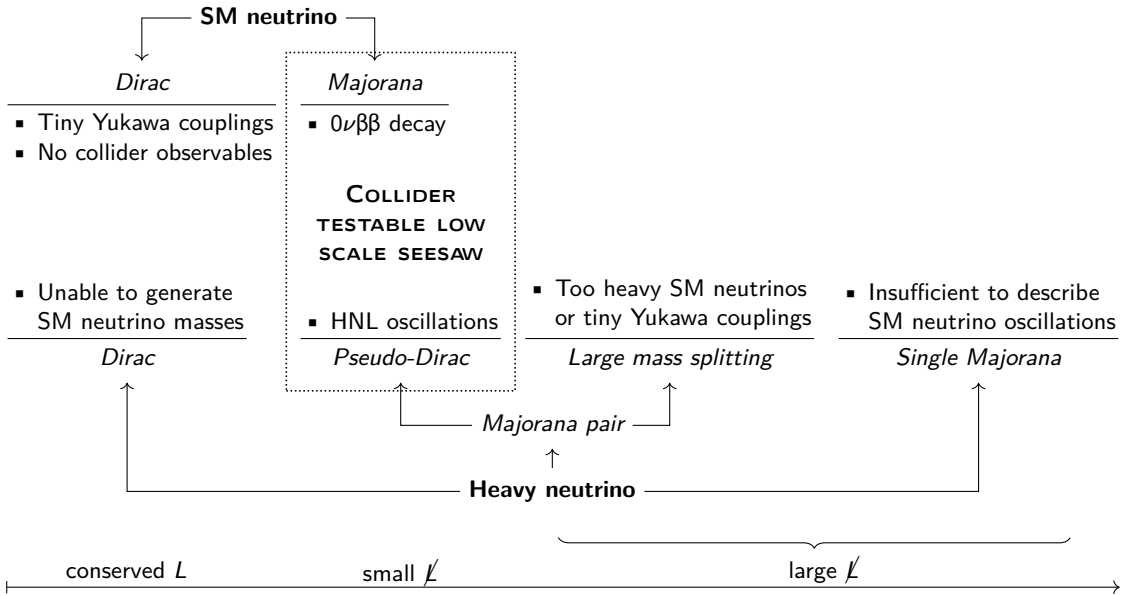 SM neutrino
Dirac
▪ Tiny Yukawa couplings
▪ No collider observables
Majorana
▪ 0νββ decay
COLLIDER
TESTABLE LOW
SCALE SEESAW
▪ Unable to generate
SM neutrino masses
Dirac
▪ HNL oscillations
Pseudo-Dirac
▪ Too heavy SM neutrinos
or tiny Yukawa couplings
Large mass splitting
▪ Insufficient to describe
SM neutrino oscillations
Single Majorana
Majorana pair
Heavy neutrino
conserved L
small L̸
large L̸